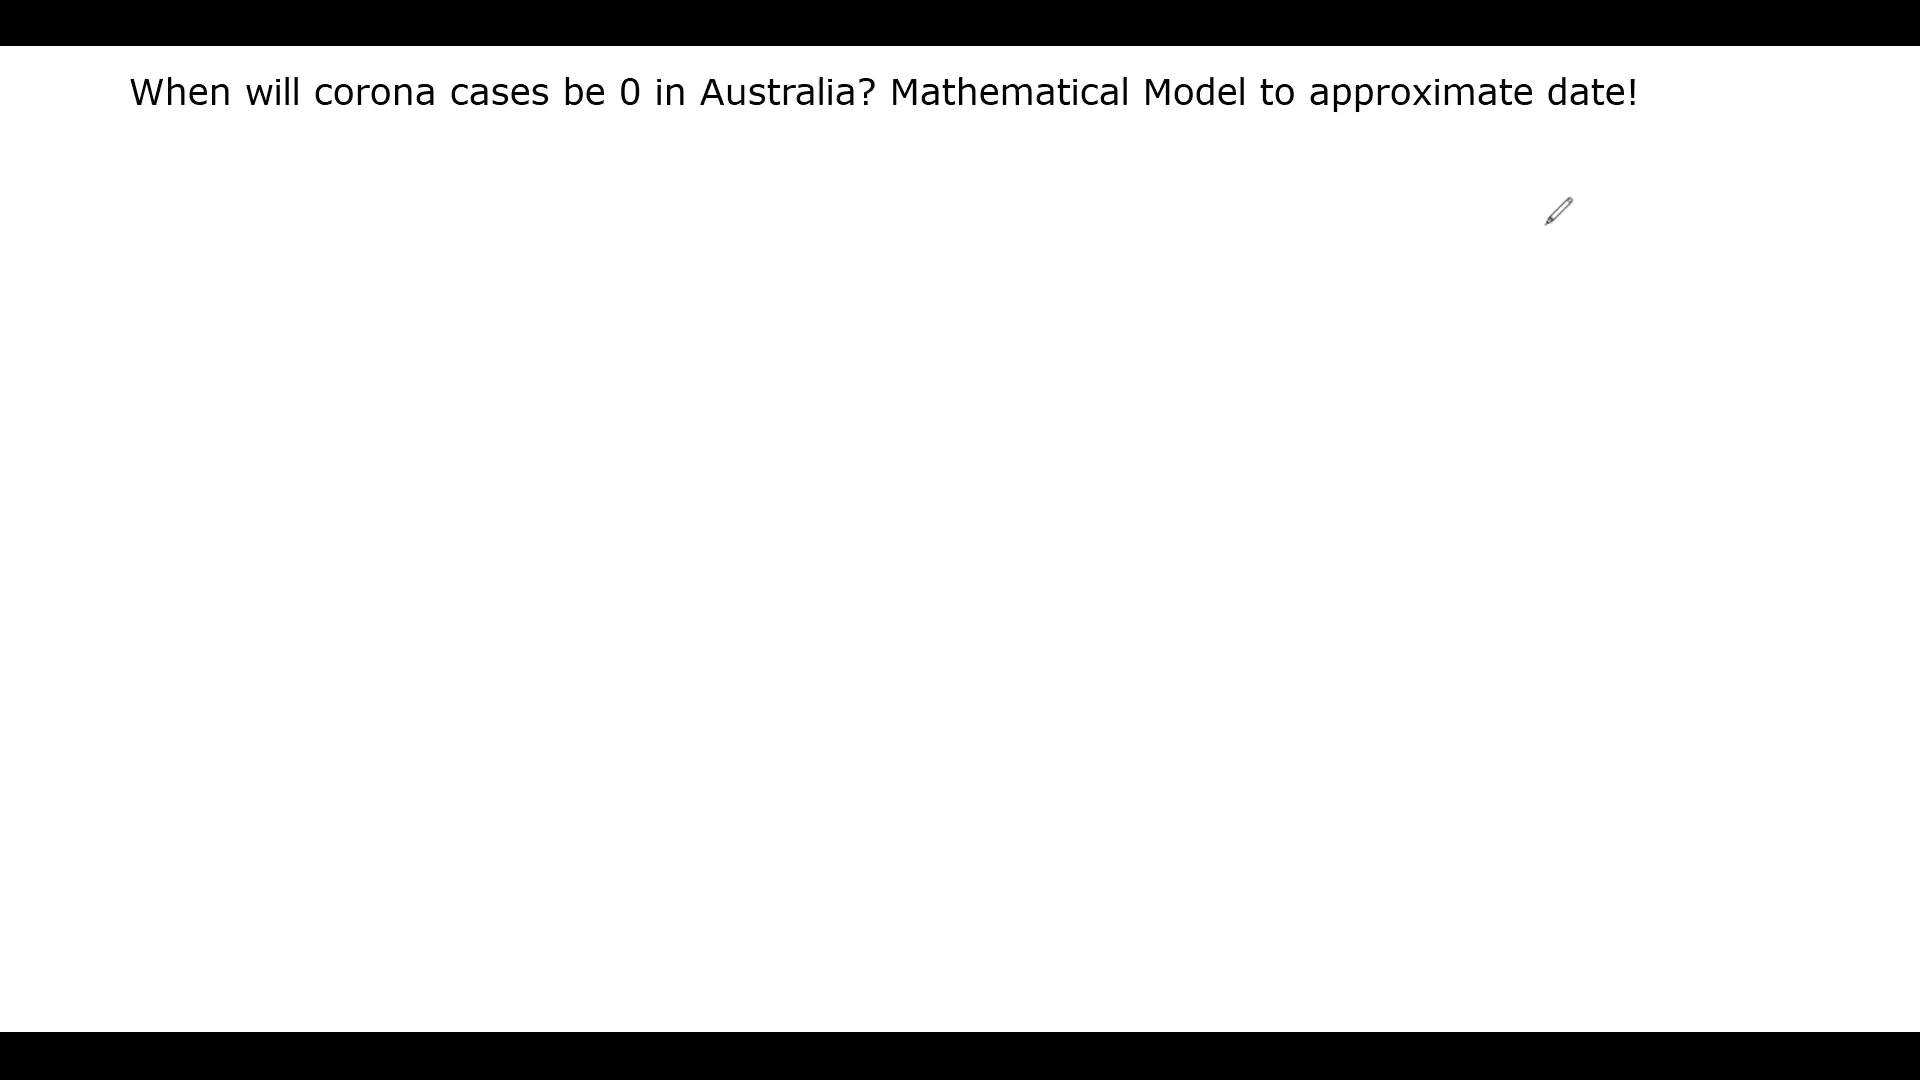 When will corona cases be 0 in Australia? Mathematical Model to approximate date!